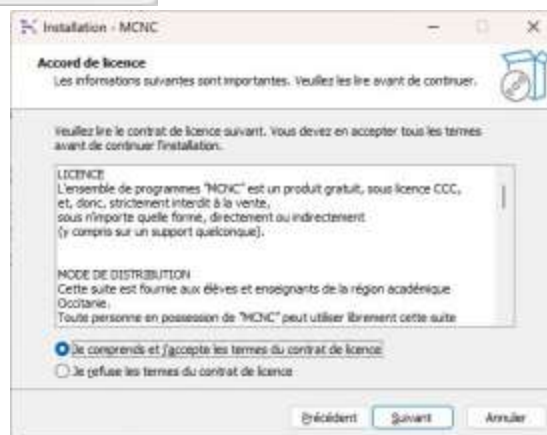 Installation - MCNC
Accord de licence
Les informations suivantes sont importantes. Veuillez les lire avant de continuer.
Veuillez lire le contrat de licence suivant. Vous devez en accepter tous les termes
avant de continuer l'installation.
LICENCE
L'ensemble de programmes "MCNC" est un produit gratuit, sous licence CCC,
et, donc, strictement interdit à la vente,
sous n'importe quelle forme, directement ou indirectement
(y compris sur un support quelconque).
MODE DE DISTRIBUTION
Cette suite est fournie aux élèves et enseignants de la région académique
Occitanie.
Toute personne en possession de "MCNC" peut utiliser librement cette suite
Je comprends et j'accepte les termes du contrat de licence
Je refuse les termes du contrat de licence
Précédent Suivant Annuler